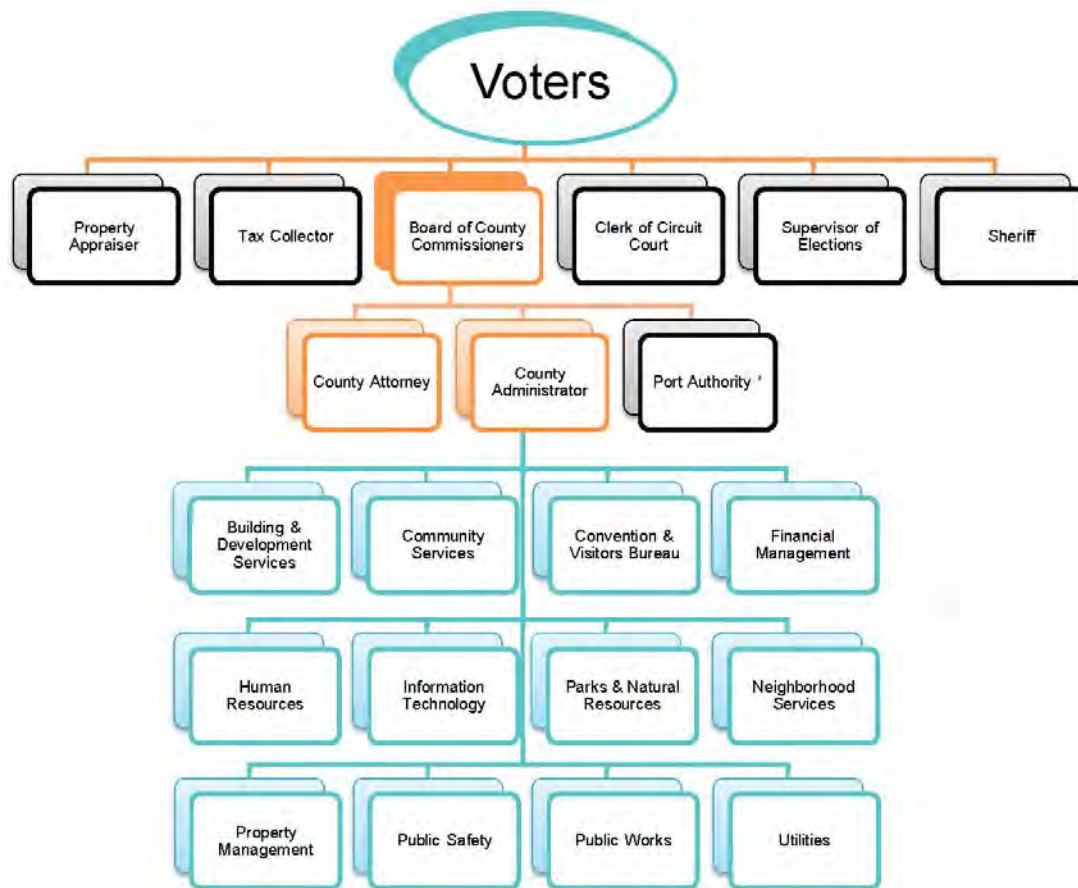 Voters
Property
Appraiser
Tax Collector
Board of County
Commissioners
Clerk of Circuit
Court
Supervisor of
Elections
Sheriff
County Attorney
County
Administrator
Port Authority
Building &
Development
Services
Community
Services
Convention &
Visitors Bureau
Financial
Management
Human
Resources
Information
Technology
Parks & Natural
Resources
Neighborhood
Services
Property
Management
Public Safety
Public Works
Utilities